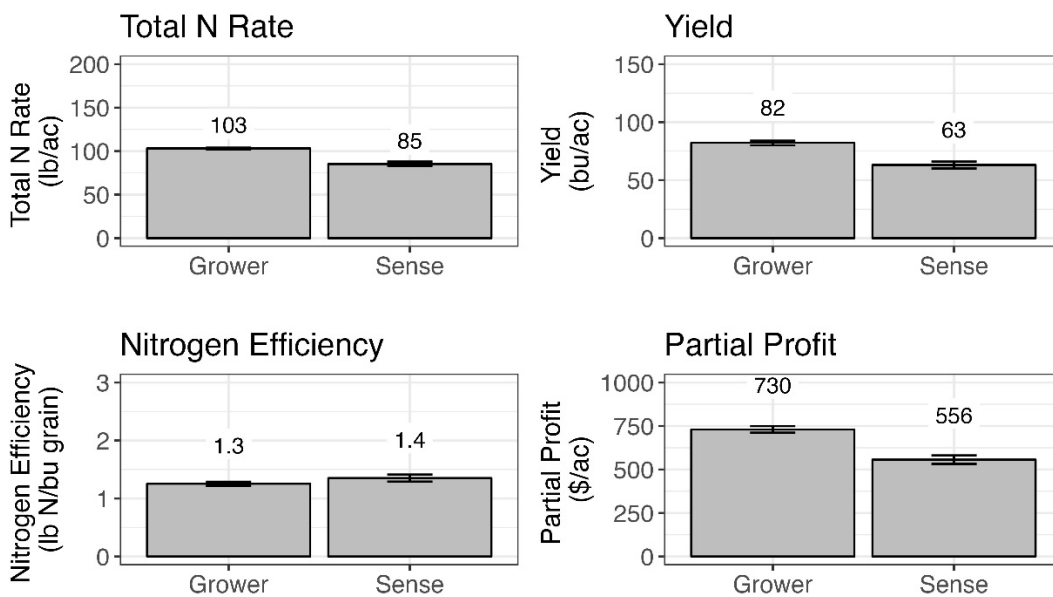 Total N Rate
Total N Rate
(lb/ac)
200
150
100
50
0
103
85
Grower
Sense
Yield
Yield
(bu/ac)
150
100
50
0
82
63
Grower
Sense
Nitrogen Efficiency
Nitrogen Efficiency
(lb N/bu grain)
3
2
1
0
1.3
1.4
Grower
Sense
Partial Profit
Partial Profit
($/ac)
1000
750
500
250
0
730
556
Grower
Sense